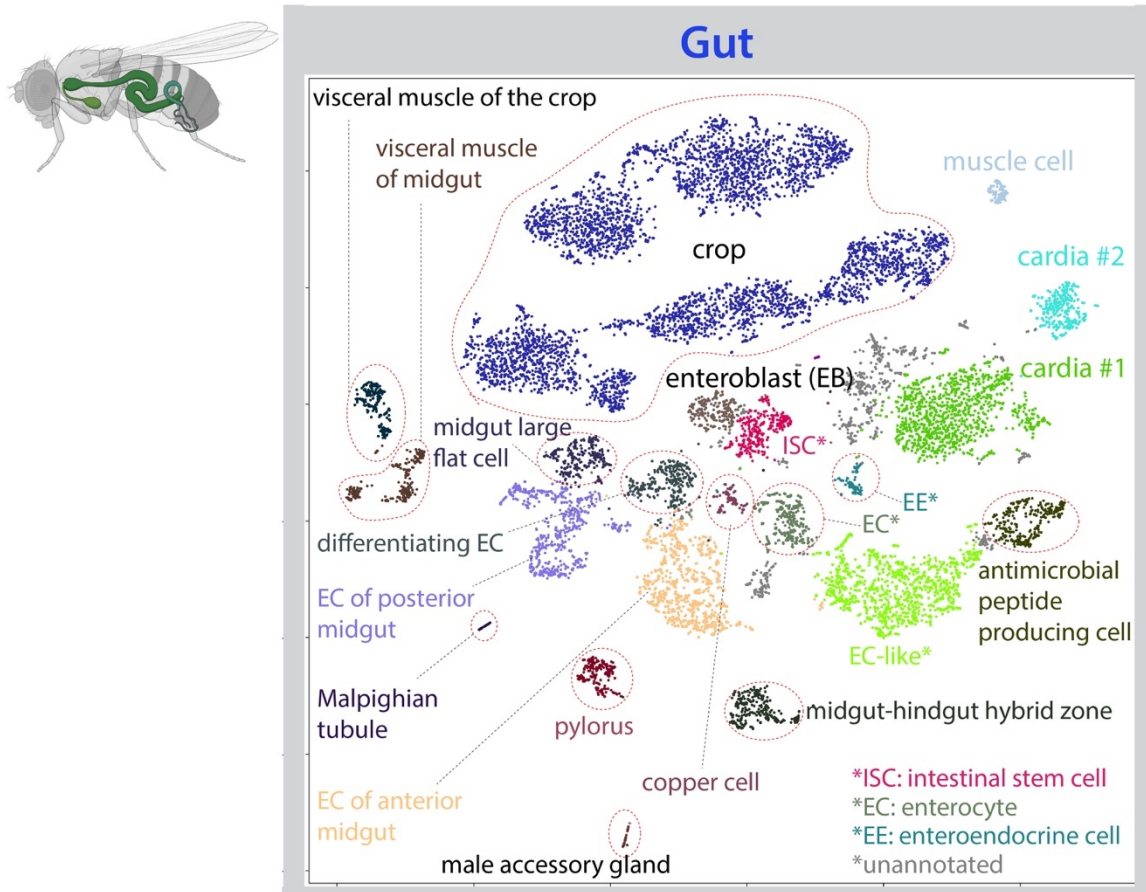 Gut
visceral muscle of the crop
visceral muscle
of midgut
muscle cell
crop
cardia #2
enteroblast (EB)
cardia #1
midgut large
flat cell
ISC*
EE*
EC*
differentiating EC
antimicrobial
peptide
producing cell
EC of posterior
midgut
EC-like*
Malpighian
tubule
pylorus
midgut-hindgut hybrid zone
copper cell
EC of anterior
midgut
male accessory gland
*ISC: intestinal stem cell
*EC: enterocyte
*EE: enteroendocrine cell
*unannotated